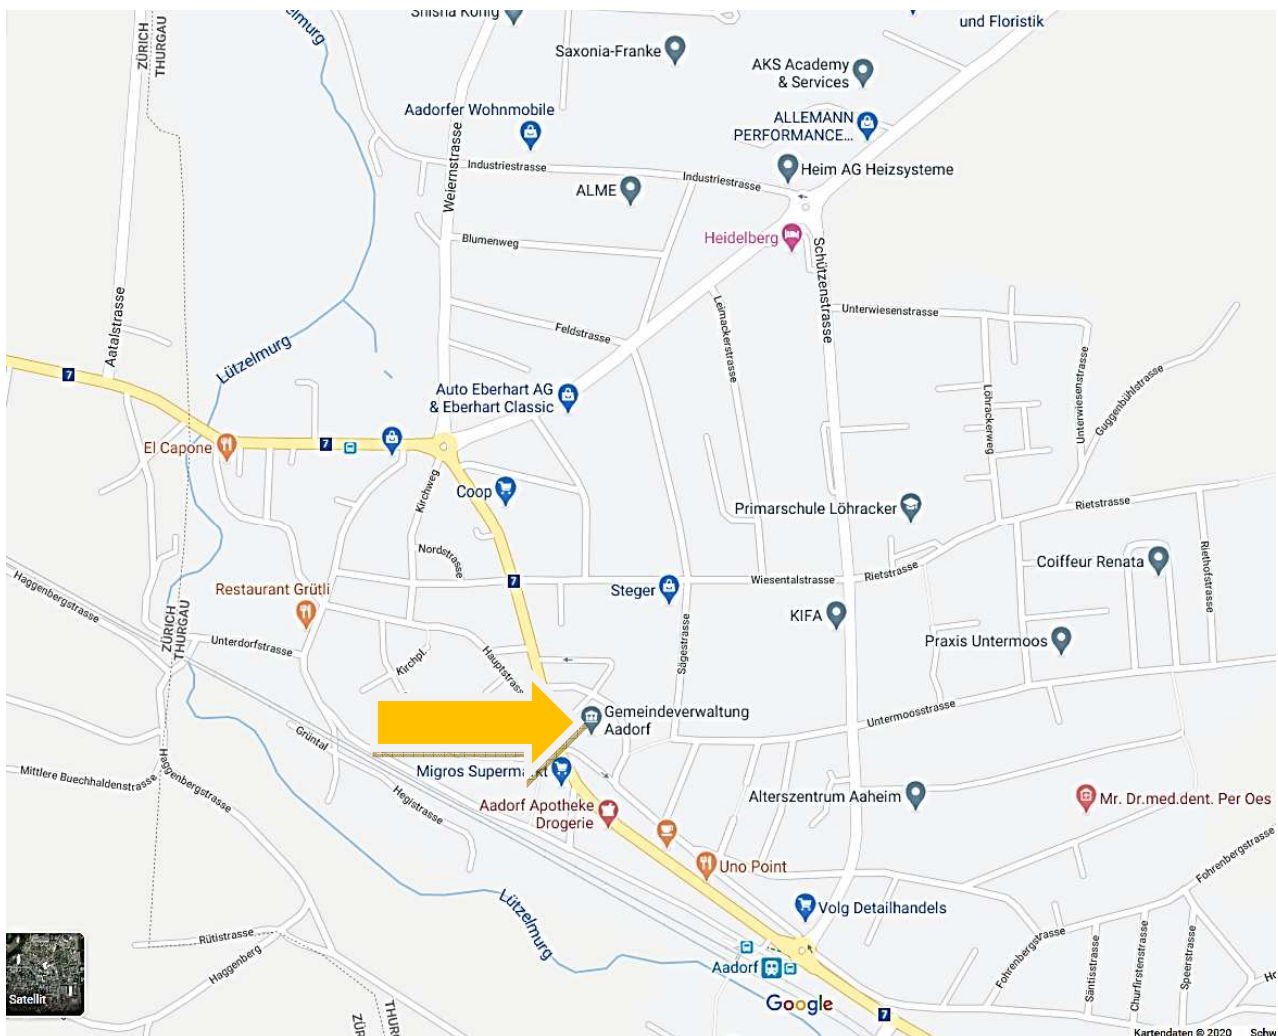 Shisha König
und Floristik
Lützelmurg
ZÜRICH
THURGAU
Saxonia-Franke
AKS Academy
& Services
Aadorfer Wohnmobile
ALLEMANN
PERFORMANCE...
Weiernstrasse
Industriestrasse
Industriestrasse
Heim AG Heizsysteme
ALME
Blumenweg
Heidelberg
Schützenstrasse
Aatalstrasse
Leimackerstrasse
Unterwiesenstrasse
Feldstrasse
Lützelmurg
7
Auto Eberhart AG
& Eberhart Classic
Löhrackerweg
Unterwiesenstrasse
Guggenbühlstrasse
El Capone
7
Kirchweg
Coop
Primarschule Löhracker
Rietstrasse
Nordstrasse
Haggenbergstrasse
7
Wiesentalstrasse
Rietstrasse
Coiffeur Renata
Riethofstrasse
Restaurant Grütli
Steger
KIFA
ZÜRICH
THURGAU
Unterdorfstrasse
Kirchpl.
Hauptstrasse
Sägestrasse
Praxis Untermoos
Gemeindeverwaltung
Aadorf
Untermoosstrasse
Grüntal
Mittlere Buechhaldenstrasse
Haggenbergstrasse
Migros Supermarkt
Hegistrasse
Aadorf Apotheke
Drogerie
Alterszentrum Aaheim
Mr. Dr.med.dent. Per Oes
Uno Point
Fohrenbergstrasse
Lützelmurg
Volg Detailhandels
Rütistrasse
Haggenberg
Fohrenbergstrasse
Säntisstrasse
Churfirstenstrasse
Speerstrasse
Aadorf
Satellit
Google
7
Kartendaten © 2020